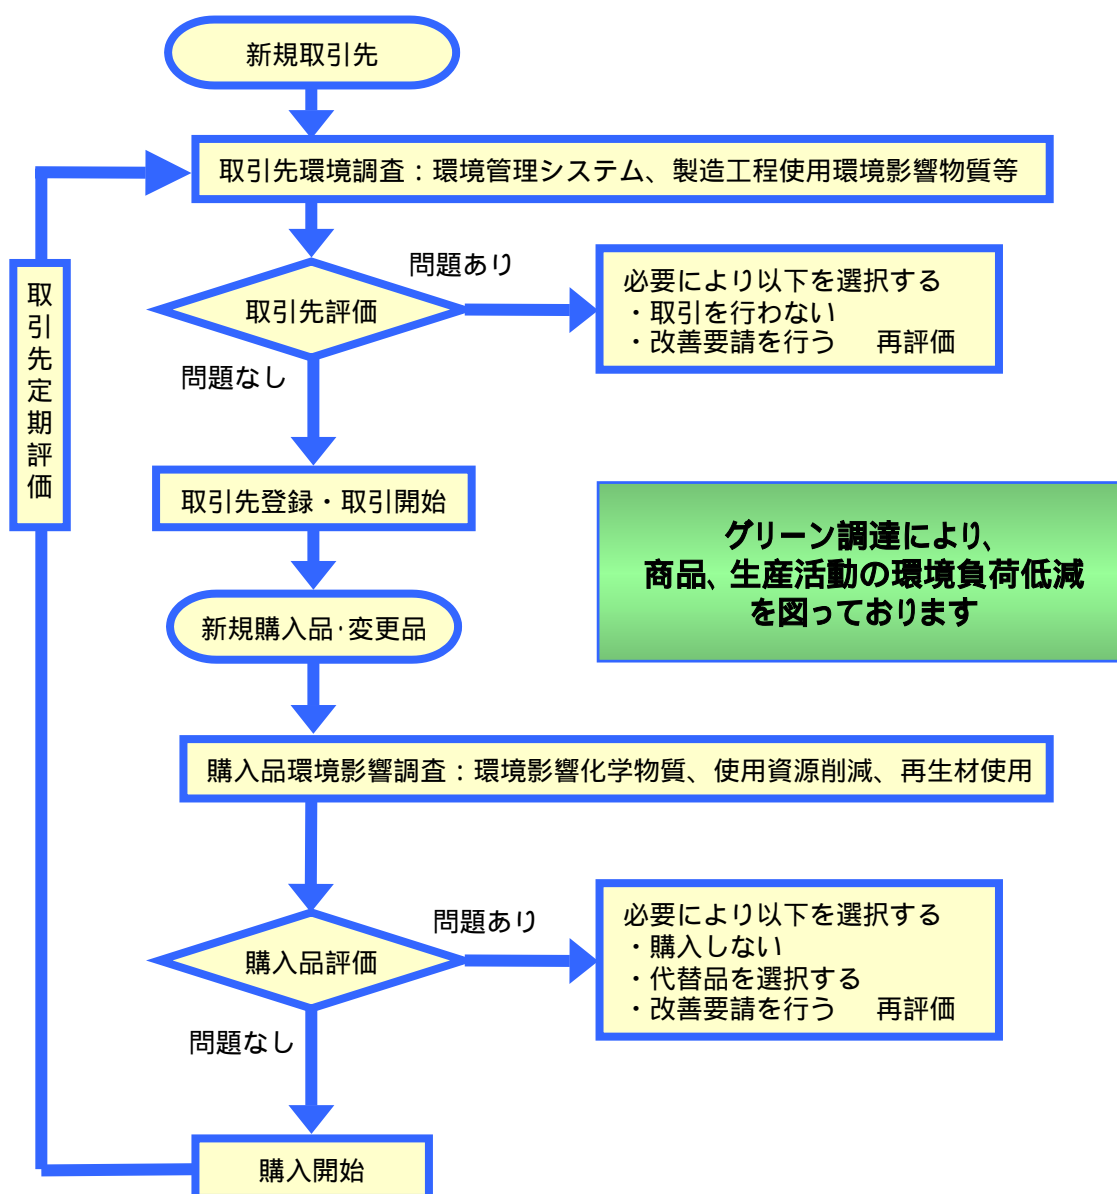 新規取引先
取引先環境調査：環境管理システム、製造工程使用環境影響物質等
取引先評価
問題あり
必要により以下を選択する
・取引を行わない
・改善要請を行う　再評価
問題なし
取引先定期評価
取引先登録・取引開始
グリーン調達により、
商品、生産活動の環境負荷低減
を図っております
新規購入品・変更品
購入品環境影響調査：環境影響化学物質、使用資源削減、再生材使用
購入品評価
問題あり
必要により以下を選択する
・購入しない
・代替品を選択する
・改善要請を行う　再評価
問題なし
購入開始